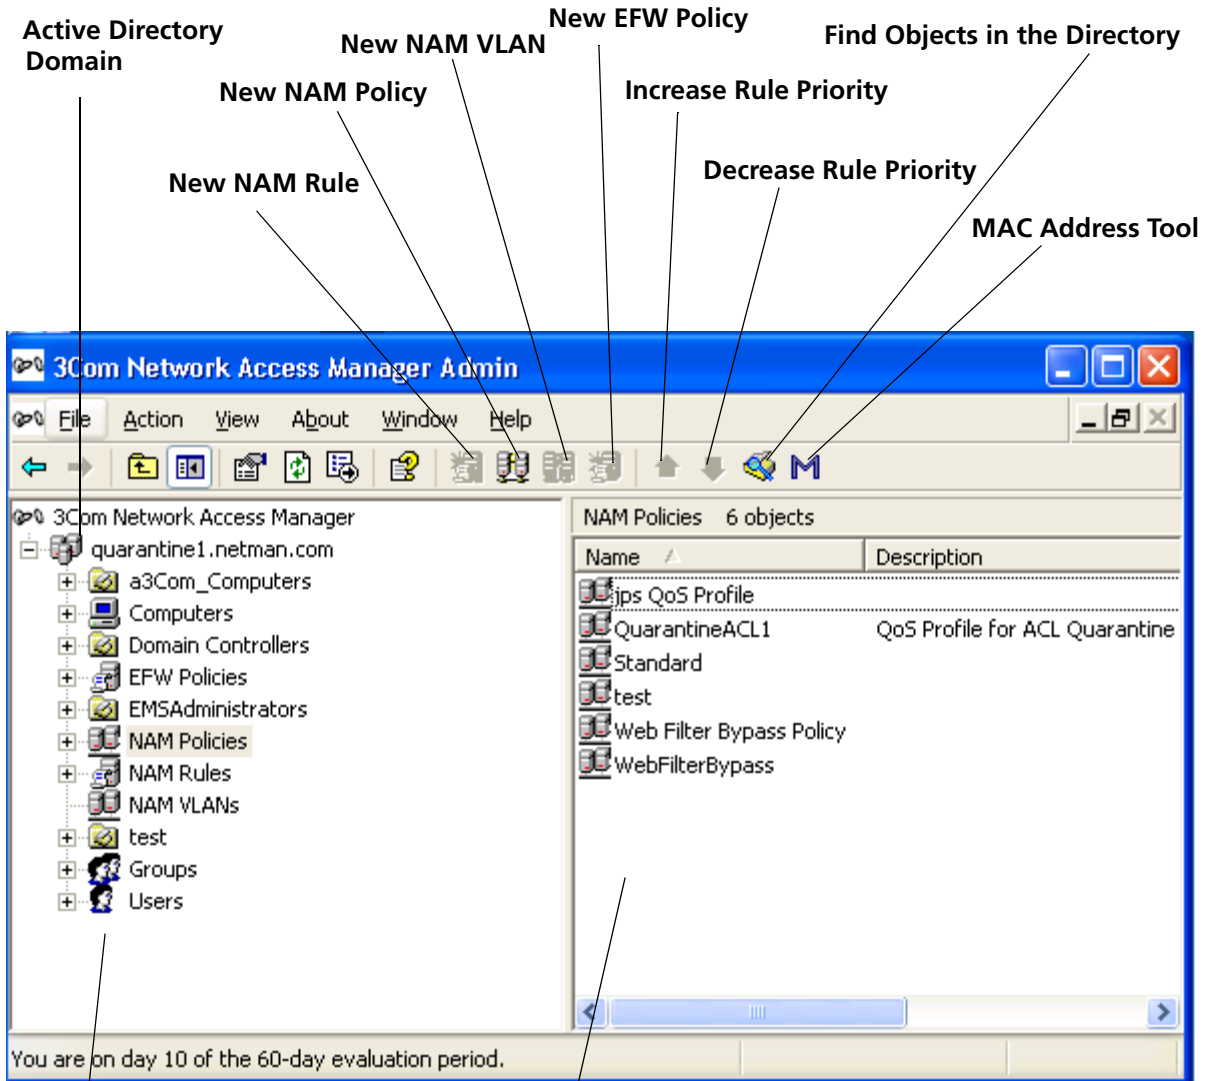 New EFW Policy
Active Directory
Domain
New NAM VLAN
Find Objects in the Directory
New NAM Policy
Increase Rule Priority
New NAM Rule
Decrease Rule Priority
MAC Address Tool
3Com Network Access Manager Admin
File Action View About Window Help
M
3Com Network Access Manager
quarantine1.netman.com
a3Com_Computers
Computers
Domain Controllers
EFW Policies
EMSAdministrators
NAM Policies
NAM Rules
NAM VLANs
test
Groups
Users
NAM Policies 6 objects
Name Description
jps QoS Profile
QuarantineACL1 QoS Profile for ACL Quarantine
Standard
test
Web Filter Bypass Policy
WebFilterBypass
You are on day 10 of the 60-day evaluation period.